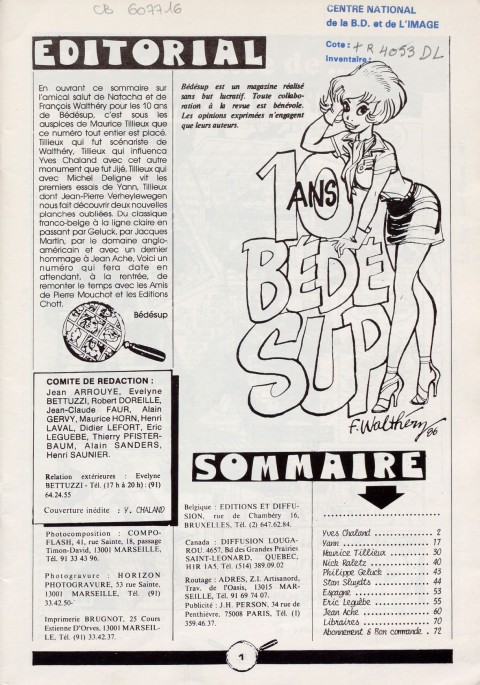 CB 607716
CENTRE NATIONAL
de la B.D. et de L'IMAGE
Cote : + R 4053 DL
Inventaire :
EDITORIAL
En ouvrant ce sommaire sur
l'amical salut de Natacha et de
François Walthéry pour les 10 ans
de Bédésup, c'est sous les
auspices de Maurice Tillieux que
ce numéro tout entier est placé.
Tillieux qui fut scénariste de
Walthéry, Tillieux qui influença
Yves Chaland avec cet autre
monument que fut Jijé, Tillieux qui
avec Michel Deligne vit les
premiers essais de Yann, Tillieux
dont Jean-Pierre Verheylewegen
nous fait découvrir deux nouvelles
planches oubliées. Du classique
franco-belge à la ligne claire en
passant par Geluck, par Jacques
Martin, par le domaine anglo-
américain et avec un dernier
hommage à Jean Ache, Voici un
numéro qui fera date en
attendant, à la rentrée, de
remonter le temps avec les Amis
de Pierre Mouchot et les Editions
Chott.
Bédésup
Bédésup est un magazine réalisé
sans but lucratif. Toute collabo-
ration à la revue est bénévole.
Les opinions exprimées n'engagent
que leurs auteurs.
10
ANS
BÉDÉ
SUP
F. Walthéry 86
COMITE DE REDACTION :
Jean ARROUYE, Evelyne
BETTUZZI, Robert DOREILLE,
Jean-Claude FAUR, Alain
GERVY, Maurice HORN, Henri
LAVAL, Didier LEFORT, Eric
LEGUEBE, Thierry PFISTER-
BAUM, Alain SANDERS,
Henri SAUNIER.
Relation extérieures : Evelyne
BETTUZZI - Tél. (17 h à 20 h) : (91)
64.24.55
Couverture inédite : Y. CHALAND
Photocomposition : COMPO-
FLASH, 41, rue Sainte, 18, passage
Timon-David, 13001 MARSEILLE,
Tél. 91 33 43 96.
Photogravure : HORIZON
PHOTOGRAVURE, 53 rue Sainte,
13001 MARSEILLE, Tél. (91)
33.42.50-
Imprimerie BRUGNOT, 25 Cours
Estienne D'Orves, 13001 MARSEIL-
LE, Tél. (91) 33.42.37.
SOMMAIRE
Belgique : EDITIONS ET DIFFU-
SION, rue de Chambéry 16,
BRUXELLES, Tél. (2) 647.62.84.
Canada : DIFFUSION LOUGA-
ROU, 4657, Bd des Grandes Prairies
SAINT-LEONARD, QUEBEC,
H1R 1A5, Tél. (514) 389.09.02
Routage : ADRES, Z.I. Artisanord,
Trav. de l'Oasis, 13015 MAR-
SEILLE, Tél. 91 69 74 07.
Publicité : J.H. PERSON, 34 rue de
Penthièvre, 75008 PARIS, Tél. (1)
359.46.37.
Yves Chaland 2
Yann 17
Maurice Tillieux 30
Nick Raletz 40
Philippe Geluck 43
Stan Sluydts 44
Espagne 53
Eric Leguèbe 55
Jean Ache 60
Libraires 70
Abonnement & Bon commande . 72
1